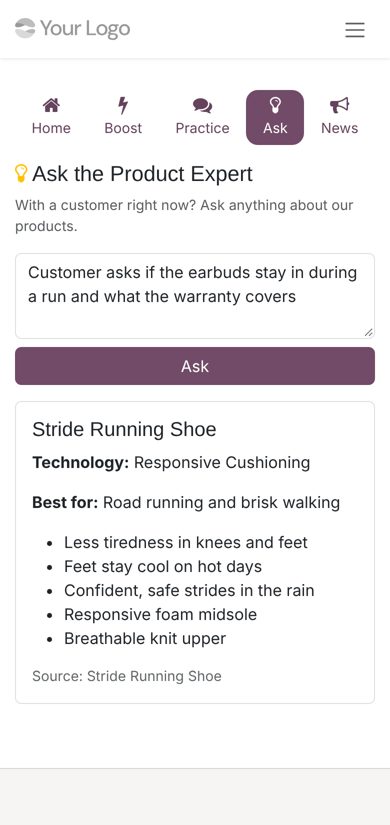 Your Logo
Home Boost Practice Ask News
Ask the Product Expert
With a customer right now? Ask anything about our
products.
Customer asks if the earbuds stay in during
a run and what the warranty covers
Ask
Stride Running Shoe
Technology: Responsive Cushioning
Best for: Road running and brisk walking
Less tiredness in knees and feet
Feet stay cool on hot days
Confident, safe strides in the rain
Responsive foam midsole
Breathable knit upper
Source: Stride Running Shoe